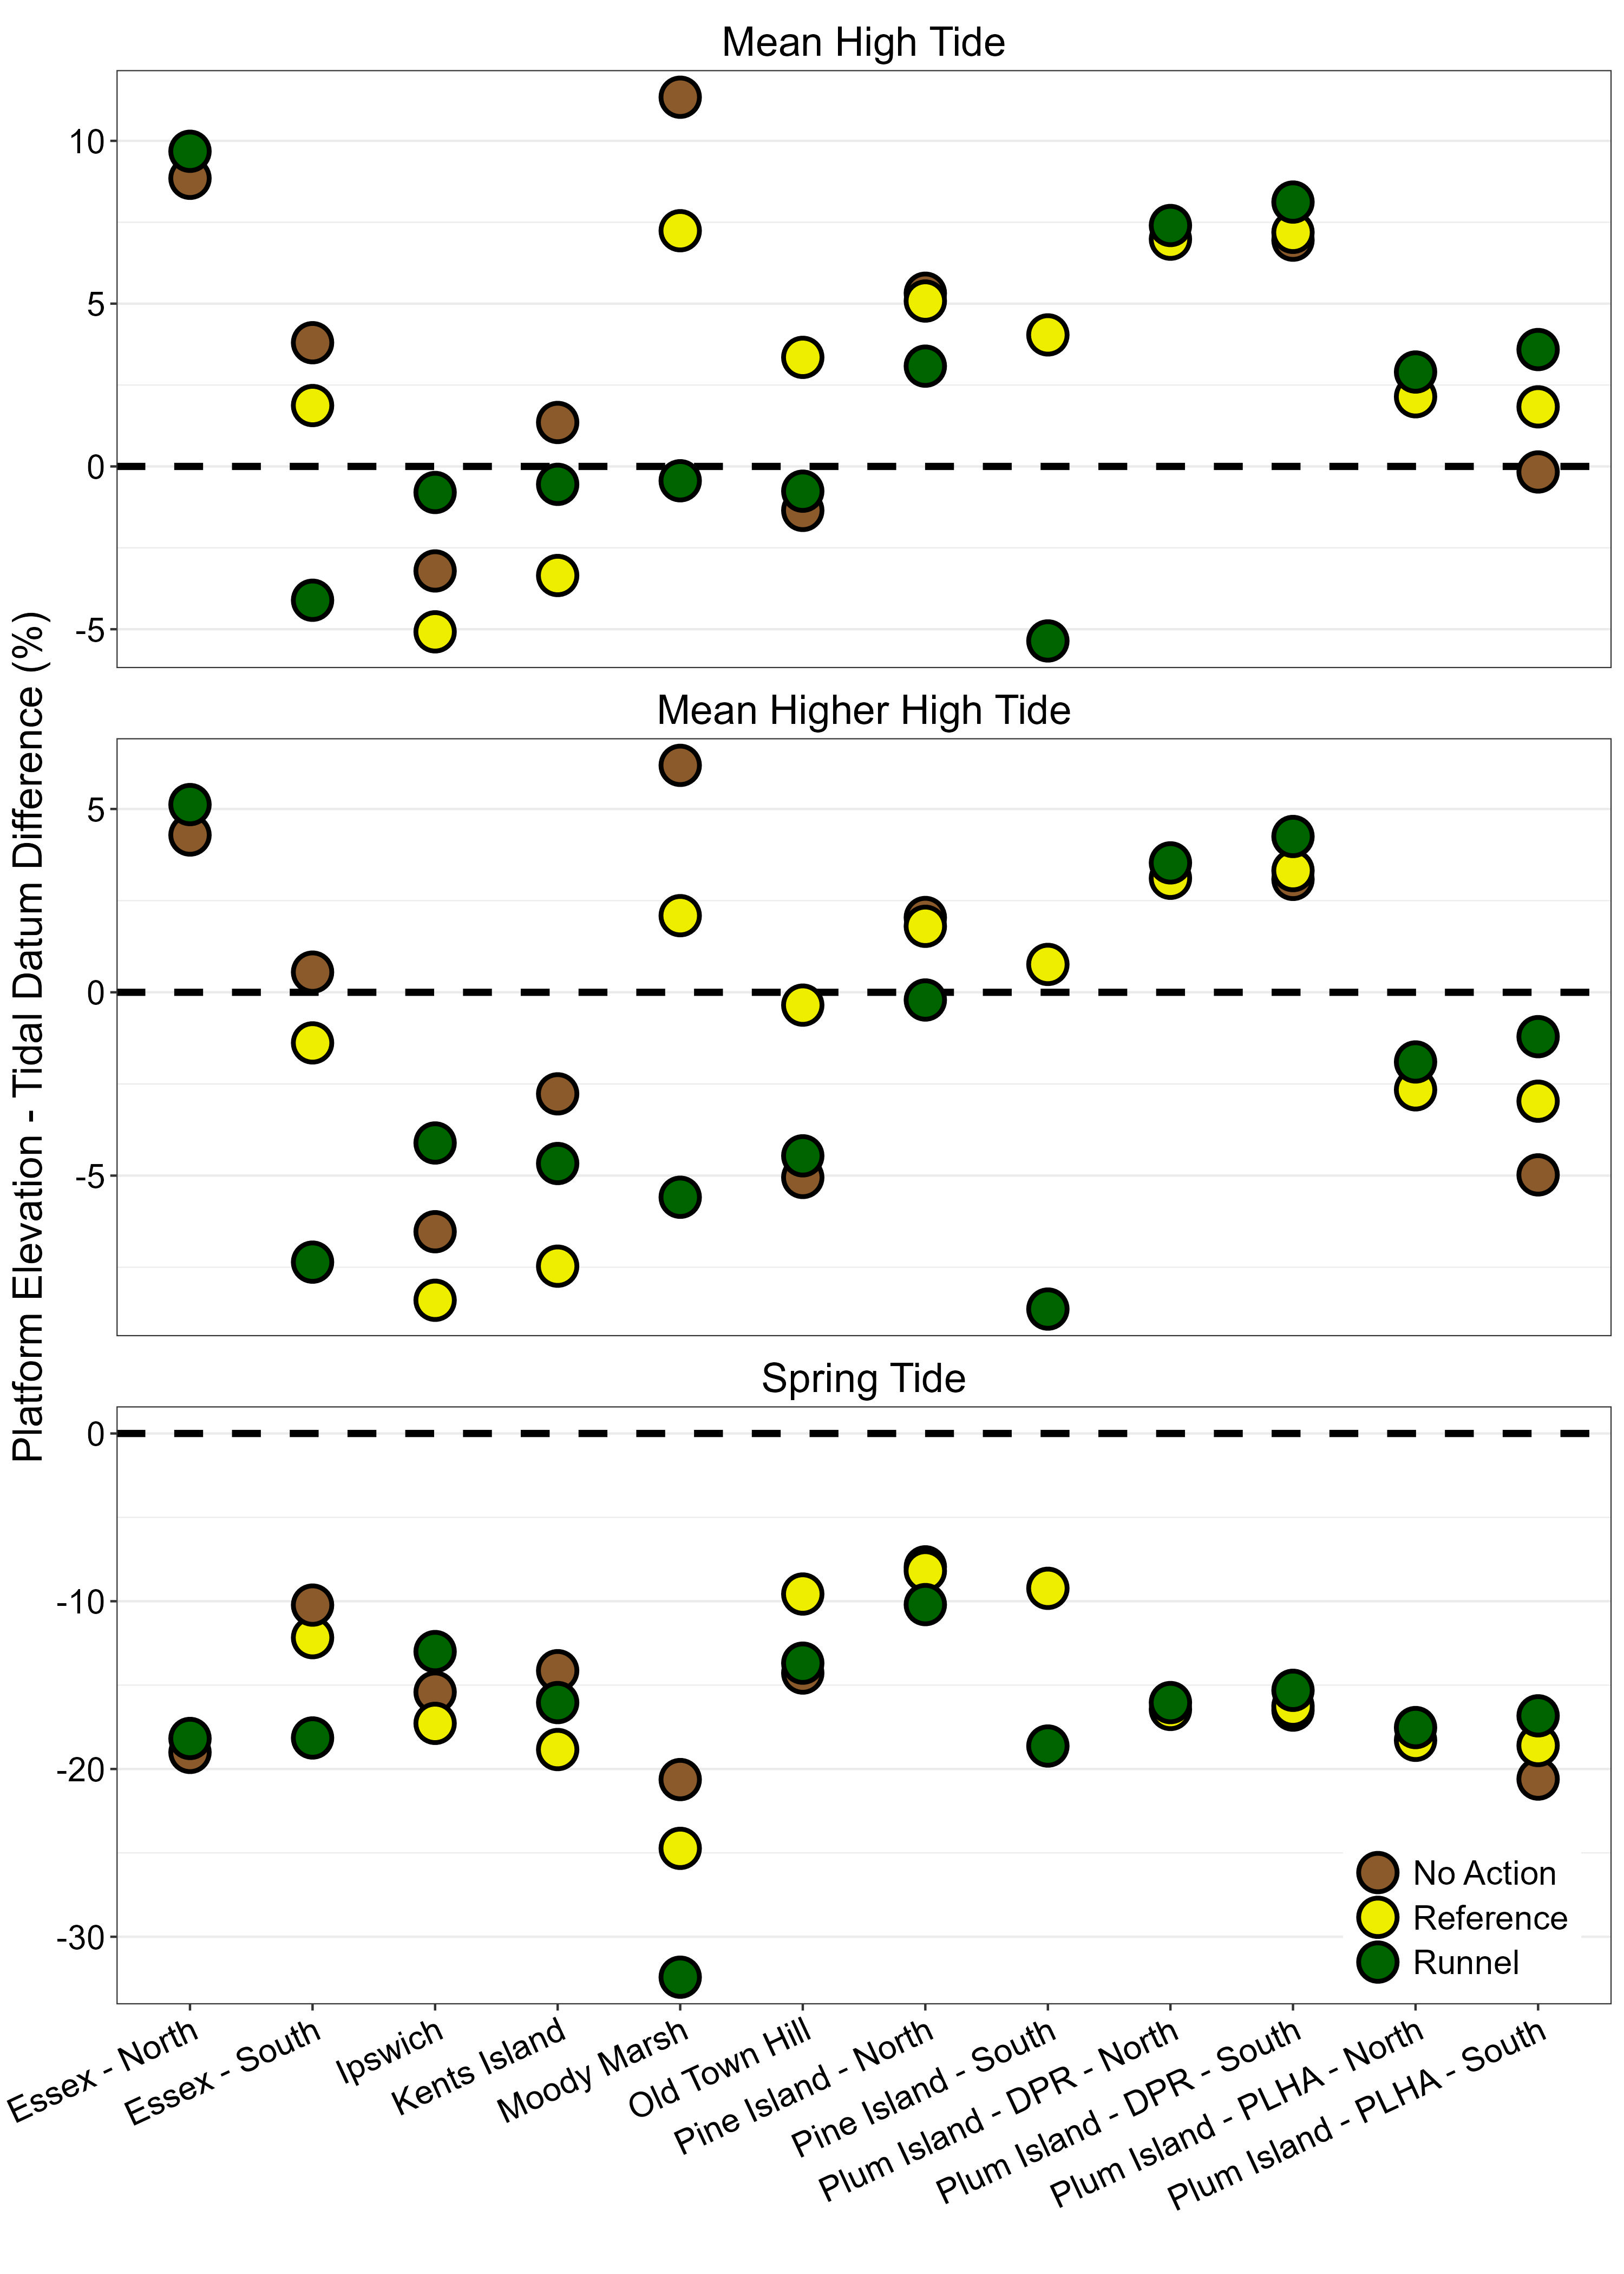 Mean High Tide
10
5
0
-5
Mean Higher High Tide
5
0
-5
Platform Elevation - Tidal Datum Difference (%)
Spring Tide
0
-10
-20
-30
No Action
Reference
Runnel
Essex - North
Essex - South
Ipswich
Kents Island
Moody Marsh
Old Town Hill
Pine Island - North
Pine Island - South
Plum Island - DPR - North
Plum Island - DPR - South
Plum Island - PLHA - North
Plum Island - PLHA - South